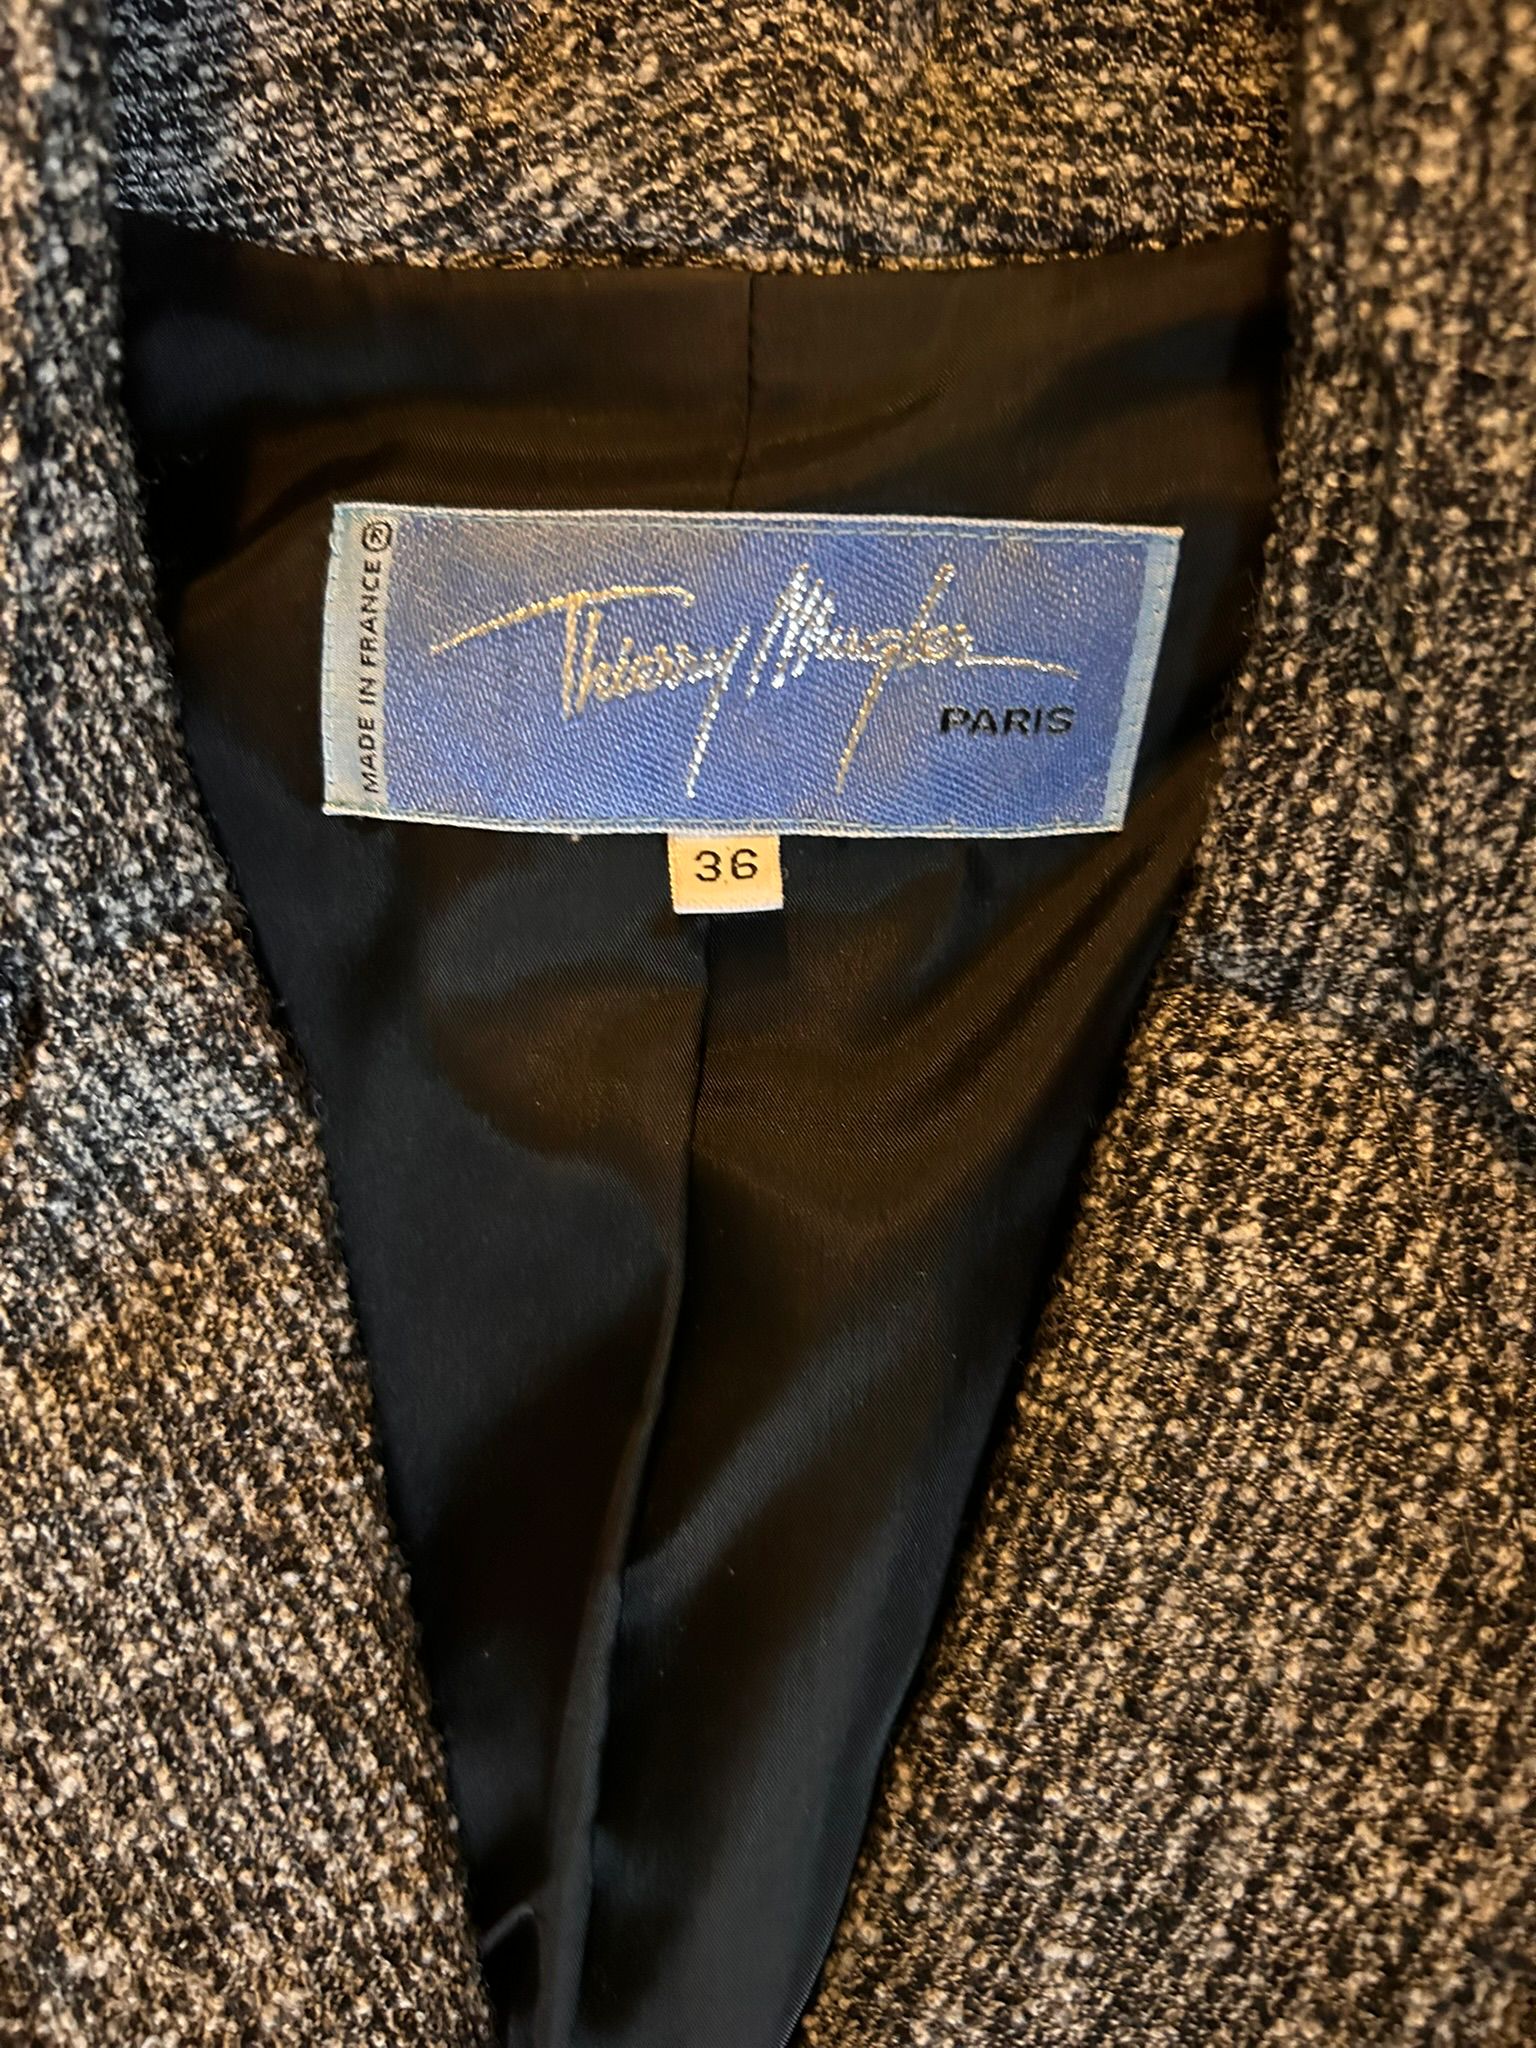 MADE IN FRANCE ®
Thierry Mugler
PARIS
36